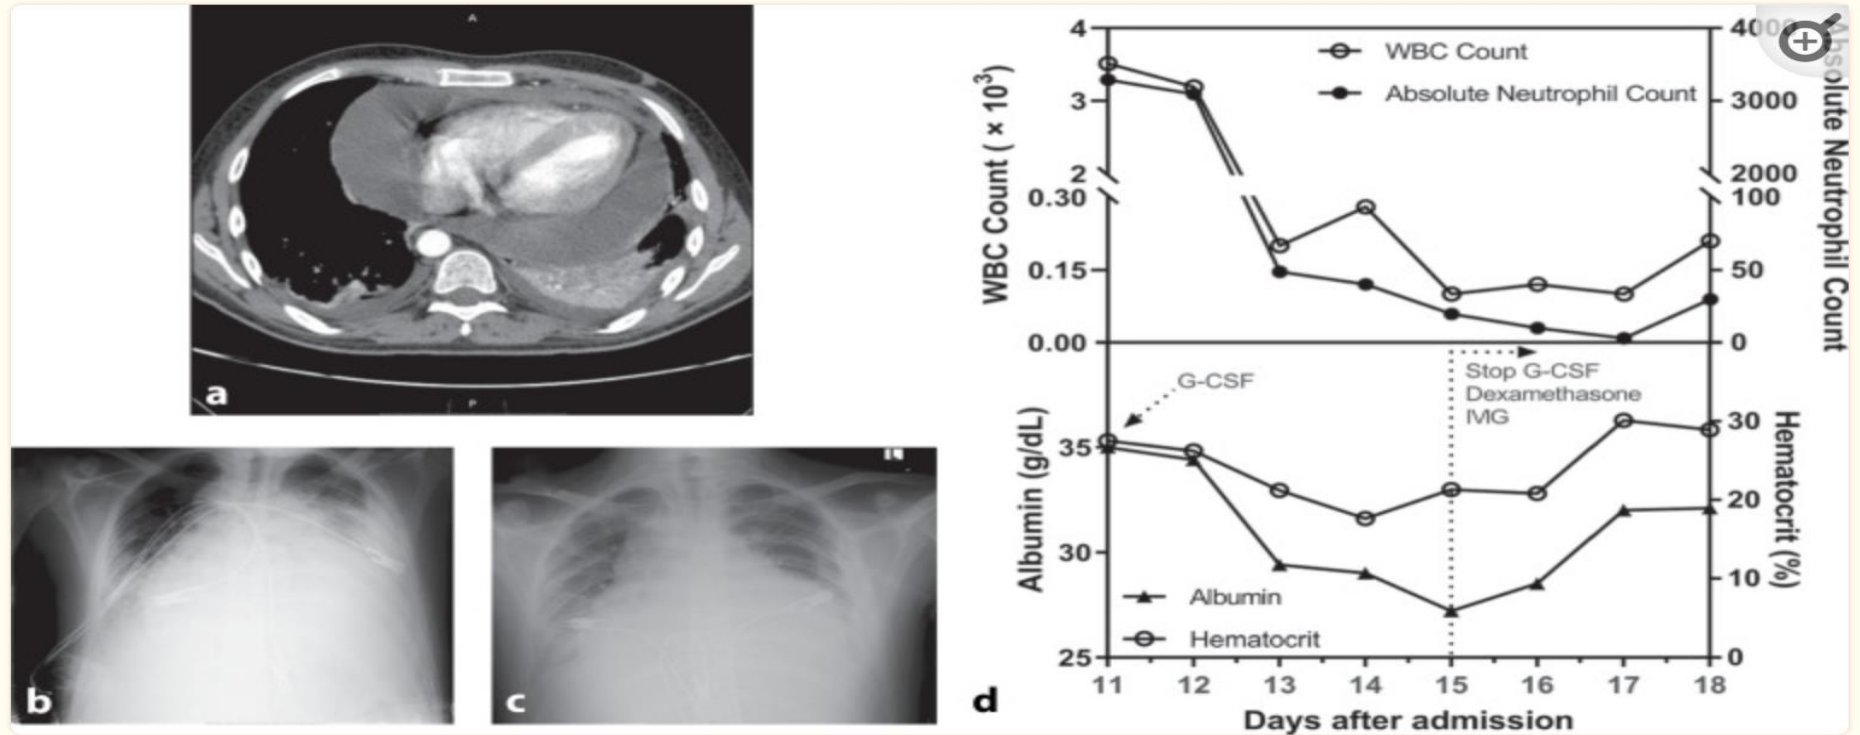 A
P
a
b
c
d
4
3
2
0.30
0.15
0.00
WBC Count ( × 10³)
WBC Count
Absolute Neutrophil Count
4000
3000
2000
100
50
0
Absolute Neutrophil Count
G-CSF
Stop G-CSF
Dexamethasone
IVIG
35
30
25
Albumin (g/dL)
Albumin
Hematocrit
30
20
10
0
Hematocrit (%)
11 12 13 14 15 16 17 18
Days after admission